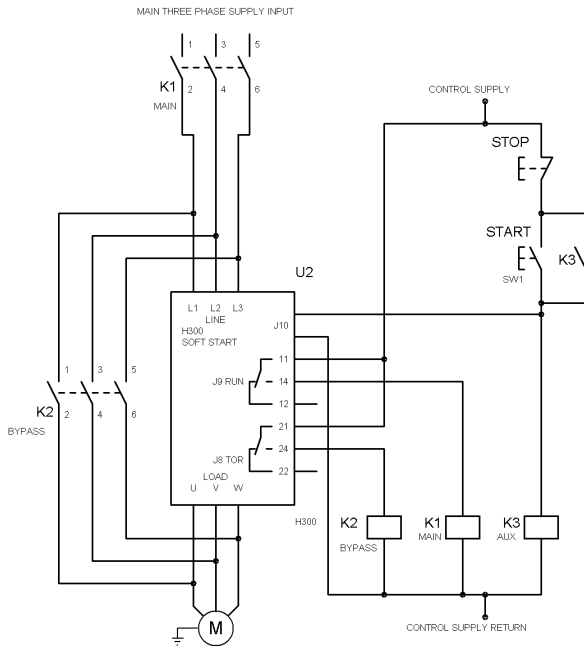 MAIN THREE PHASE SUPPLY INPUT
1 3 5
K1
2 4 6
MAIN
CONTROL SUPPLY
STOP
START
K3
SW1
U2
L1 L2 L3
LINE
J10
H300
SOFT START
11
J9 RUN
14
12
21
24
J8 TOR
22
LOAD
U V W
H300
1 3 5
K2
2 4 6
BYPASS
K2
BYPASS
K1
MAIN
K3
AUX
M
CONTROL SUPPLY RETURN